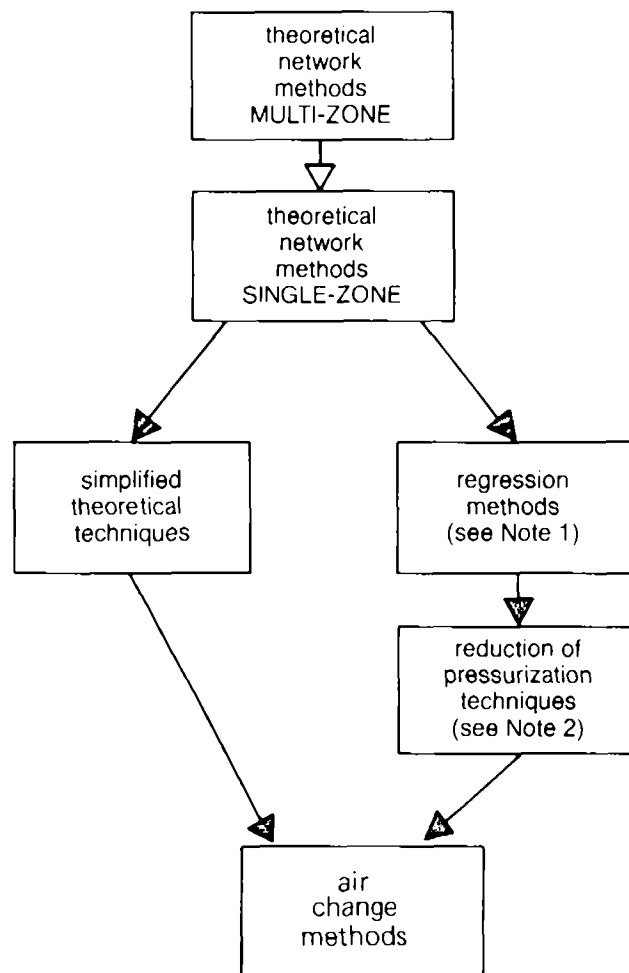 theoretical
network
methods
MULTI-ZONE
theoretical
network
methods
SINGLE-ZONE
simplified
theoretical
techniques
regression
methods
(see Note 1)
reduction of
pressurization
techniques
(see Note 2)
air
change
methods